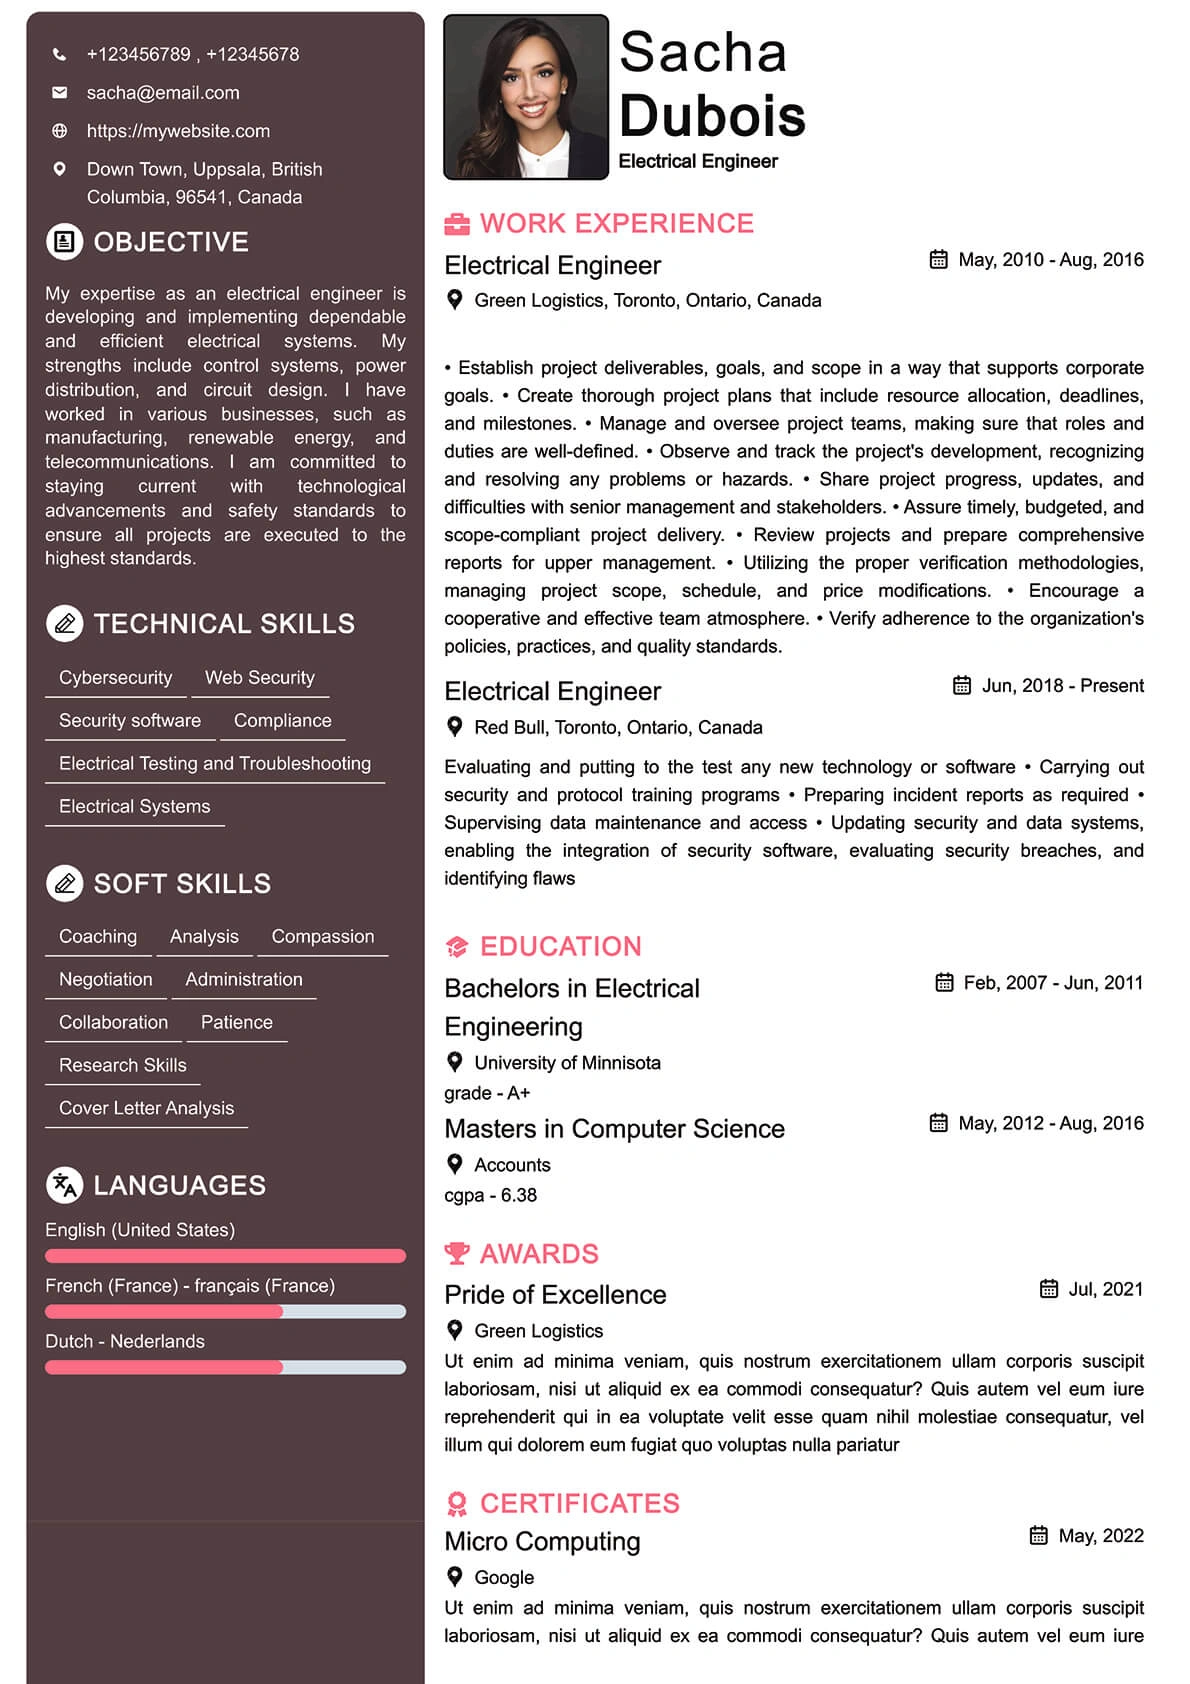 +123456789 , +12345678
sacha@email.com
https://mywebsite.com
Down Town, Uppsala, British
Columbia, 96541, Canada
OBJECTIVE
My expertise as an electrical engineer is
developing and implementing dependable
and efficient electrical systems. My
strengths include control systems, power
distribution, and circuit design. I have
worked in various businesses, such as
manufacturing, renewable energy, and
telecommunications. I am committed to
staying current with technological
advancements and safety standards to
ensure all projects are executed to the
highest standards.
TECHNICAL SKILLS
Cybersecurity Web Security
Security software Compliance
Electrical Testing and Troubleshooting
Electrical Systems
SOFT SKILLS
Coaching Analysis Compassion
Negotiation Administration
Collaboration Patience
Research Skills
Cover Letter Analysis
LANGUAGES
English (United States)
French (France) - français (France)
Dutch - Nederlands
Sacha
Dubois
Electrical Engineer
WORK EXPERIENCE
Electrical Engineer May, 2010 - Aug, 2016
Green Logistics, Toronto, Ontario, Canada
• Establish project deliverables, goals, and scope in a way that supports corporate
goals. • Create thorough project plans that include resource allocation, deadlines,
and milestones. • Manage and oversee project teams, making sure that roles and
duties are well-defined. • Observe and track the project's development, recognizing
and resolving any problems or hazards. • Share project progress, updates, and
difficulties with senior management and stakeholders. • Assure timely, budgeted, and
scope-compliant project delivery. • Review projects and prepare comprehensive
reports for upper management. • Utilizing the proper verification methodologies,
managing project scope, schedule, and price modifications. • Encourage a
cooperative and effective team atmosphere. • Verify adherence to the organization's
policies, practices, and quality standards.
Electrical Engineer Jun, 2018 - Present
Red Bull, Toronto, Ontario, Canada
Evaluating and putting to the test any new technology or software • Carrying out
security and protocol training programs • Preparing incident reports as required •
Supervising data maintenance and access • Updating security and data systems,
enabling the integration of security software, evaluating security breaches, and
identifying flaws
EDUCATION
Bachelors in Electrical Feb, 2007 - Jun, 2011
Engineering
University of Minnisota
grade - A+
Masters in Computer Science May, 2012 - Aug, 2016
Accounts
cgpa - 6.38
AWARDS
Pride of Excellence Jul, 2021
Green Logistics
Ut enim ad minima veniam, quis nostrum exercitationem ullam corporis suscipit
laboriosam, nisi ut aliquid ex ea commodi consequatur? Quis autem vel eum iure
reprehenderit qui in ea voluptate velit esse quam nihil molestiae consequatur, vel
illum qui dolorem eum fugiat quo voluptas nulla pariatur
CERTIFICATES
Micro Computing May, 2022
Google
Ut enim ad minima veniam, quis nostrum exercitationem ullam corporis suscipit
laboriosam, nisi ut aliquid ex ea commodi consequatur? Quis autem vel eum iure